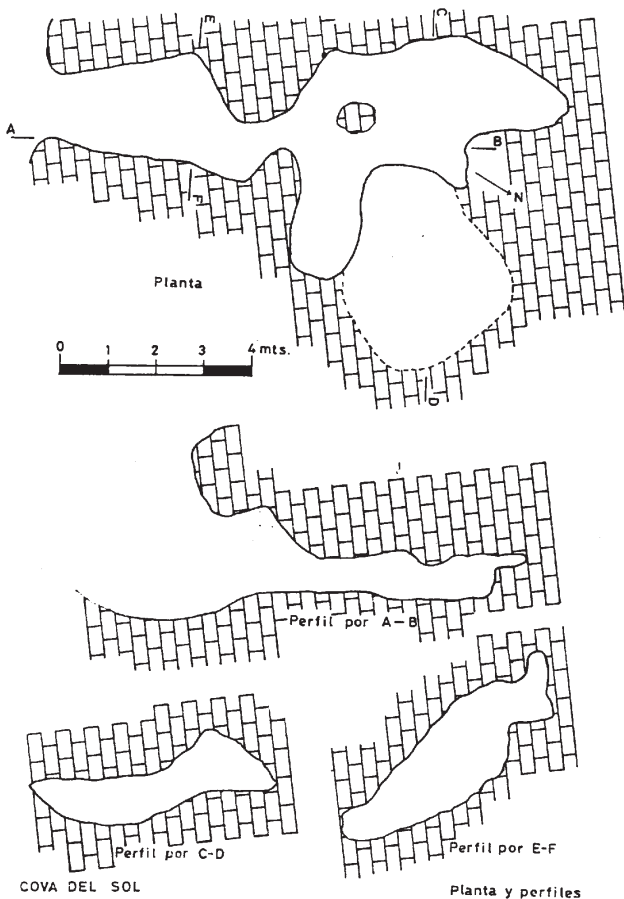 E
C
A
B
N
F
Planta
0 1 2 3 4 mts.
D
Perfil por A-B
Perfil por C-D
Perfil por E-F
COVA DEL SOL
Planta y perfiles